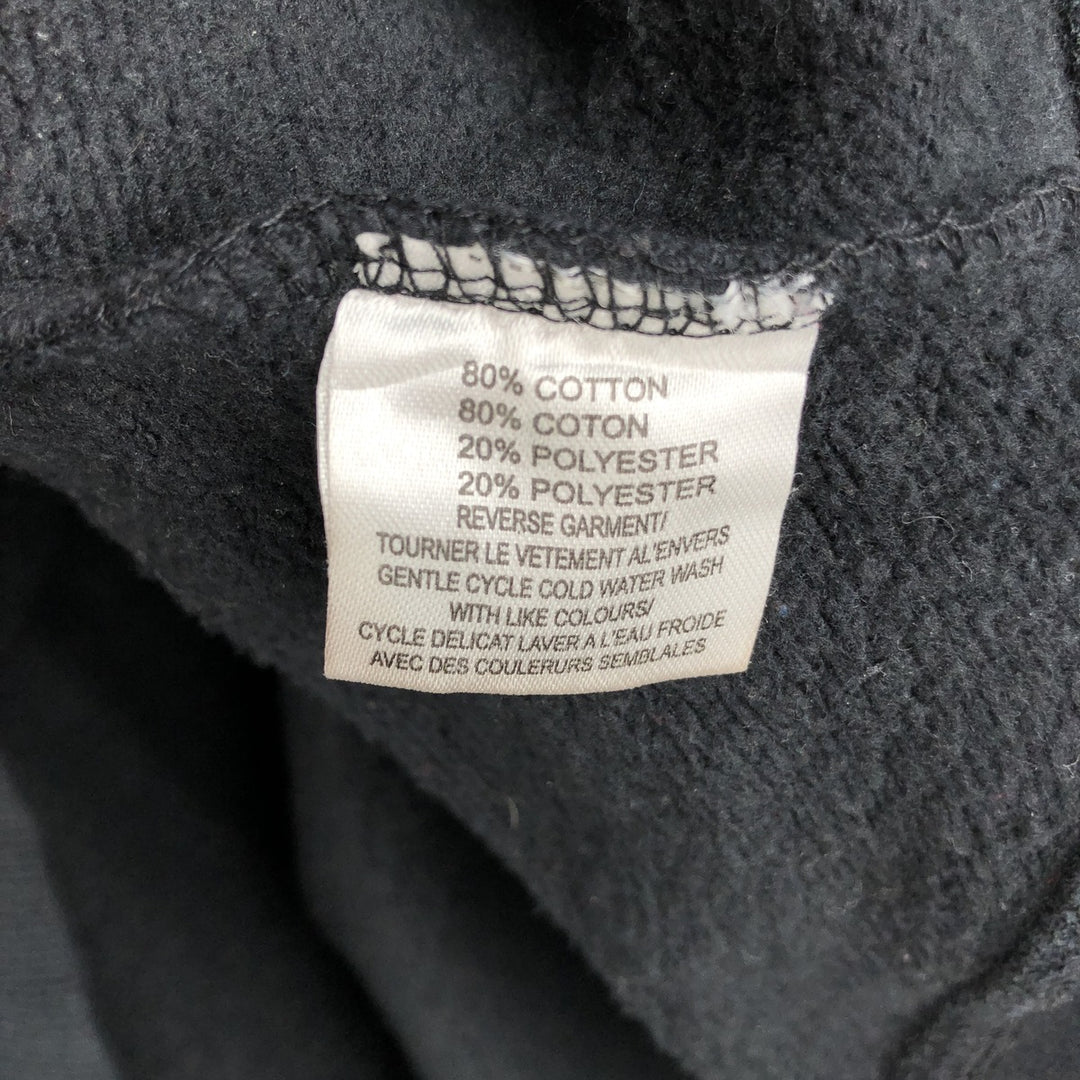 80% COTTON
80% COTON
20% POLYESTER
20% POLYESTER
REVERSE GARMENT/
TOURNER LE VETEMENT AL'ENVERS
GENTLE CYCLE COLD WATER WASH
WITH LIKE COLOURS/
CYCLE DELICAT LAVER A L'EAU FROIDE
AVEC DES COULERURS SEMBLALES